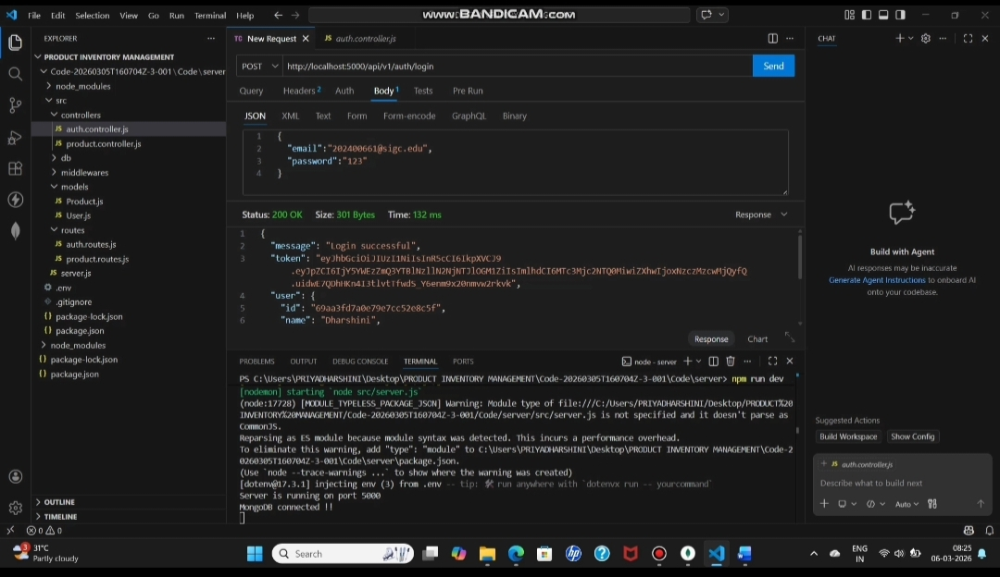 File Edit Selection View Go Run Terminal Help
www.BANDICAM.com
EXPLORER
PRODUCT INVENTORY MANAGEMENT
Code-20260305T160704Z-3-001\Code\server
node_modules
src
controllers
JS auth.controller.js
JS product.controller.js
db
middlewares
models
JS Product.js
JS User.js
routes
JS auth.routes.js
JS product.routes.js
JS server.js
.env
.gitignore
{} package-lock.json
{} package.json
node_modules
{} package-lock.json
{} package.json
OUTLINE
TIMELINE
TC New Request
JS auth.controller.js
POST http://localhost:5000/api/v1/auth/login Send
Query Headers 2 Auth Body 1 Tests Pre Run
JSON XML Text Form Form-encode GraphQL Binary
1 {
2 "email":"202400661@sigc.edu",
3 "password":"123"
4 }
Status: 200 OK Size: 301 Bytes Time: 132 ms Response
1 {
2 "message": "Login successful",
3 "token":
4 "user": {
5 "id": "69aa3fd7a0e79e7cc52e8c5f",
6 "name": "Dharshini",
Response Chart
PROBLEMS OUTPUT DEBUG CONSOLE TERMINAL PORTS
node - server
PS C:\Users\PRIYADHARSHINI\Desktop\PRODUCT INVENTORY MANAGEMENT\Code-20260305T160704Z-3-001\Code\server> npm run dev
[nodemon] starting `node src/server.js`
(node:17728) [MODULE_TYPELESS_PACKAGE_JSON] Warning: Module type of file:///C:/Users/PRIYADHARSHINI/Desktop/PRODUCT%20
INVENTORY%20MANAGEMENT/Code-20260305T160704Z-3-001/Code/server/src/server.js is not specified and it doesn't parse as
CommonJS.
Reparsing as ES module because module syntax was detected. This incurs a performance overhead.
To eliminate this warning, add "type": "module" to C:\Users\PRIYADHARSHINI\Desktop\PRODUCT INVENTORY MANAGEMENT\Code-2
0260305T160704Z-3-001\Code\server\package.json.
(Use `node --trace-warnings ...` to show where the warning was created)
[dotenv@17.3.1] injecting env (3) from .env -- tip: 🛠️ run anywhere with `dotenvx run -- yourcommand`
Server is running on port 5000
MongoDB connected !!
CHAT
Build with Agent
AI responses may be inaccurate
Generate Agent Instructions to onboard AI
onto your codebase.
Suggested Actions
Build Workspace Show Config
+ JS auth.controller.js
Describe what to build next
Auto
0 0
3
31°C
Partly cloudy
Search
ENG
IN
08:25
06-03-2026